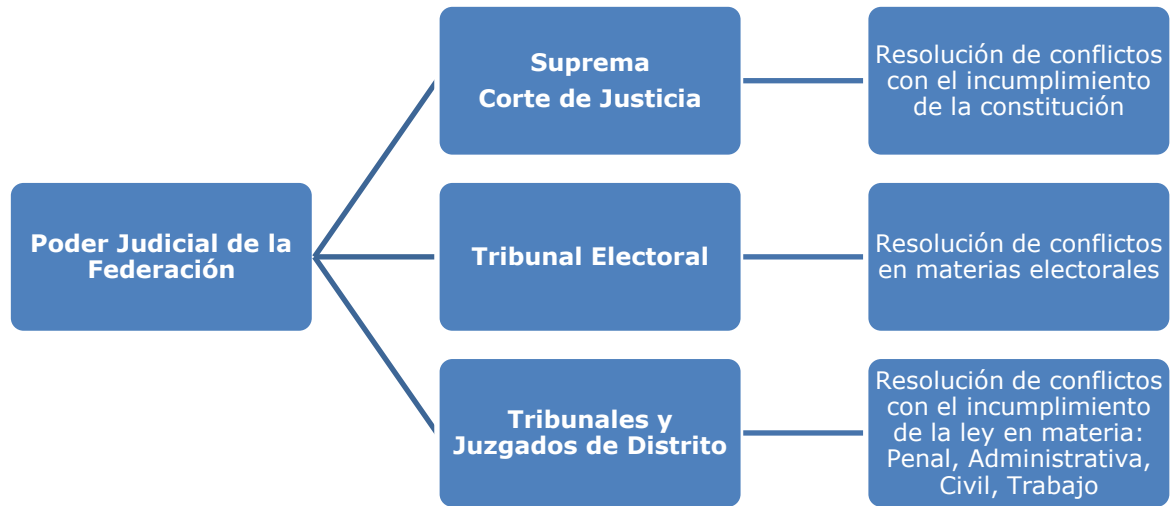 Suprema
Corte de Justicia
Resolución de conflictos
con el incumplimiento
de la constitución
Poder Judicial de la
Federación
Tribunal Electoral
Resolución de conflictos
en materias electorales
Tribunales y
Juzgados de Distrito
Resolución de conflictos
con el incumplimiento
de la ley en materia:
Penal, Administrativa,
Civil, Trabajo